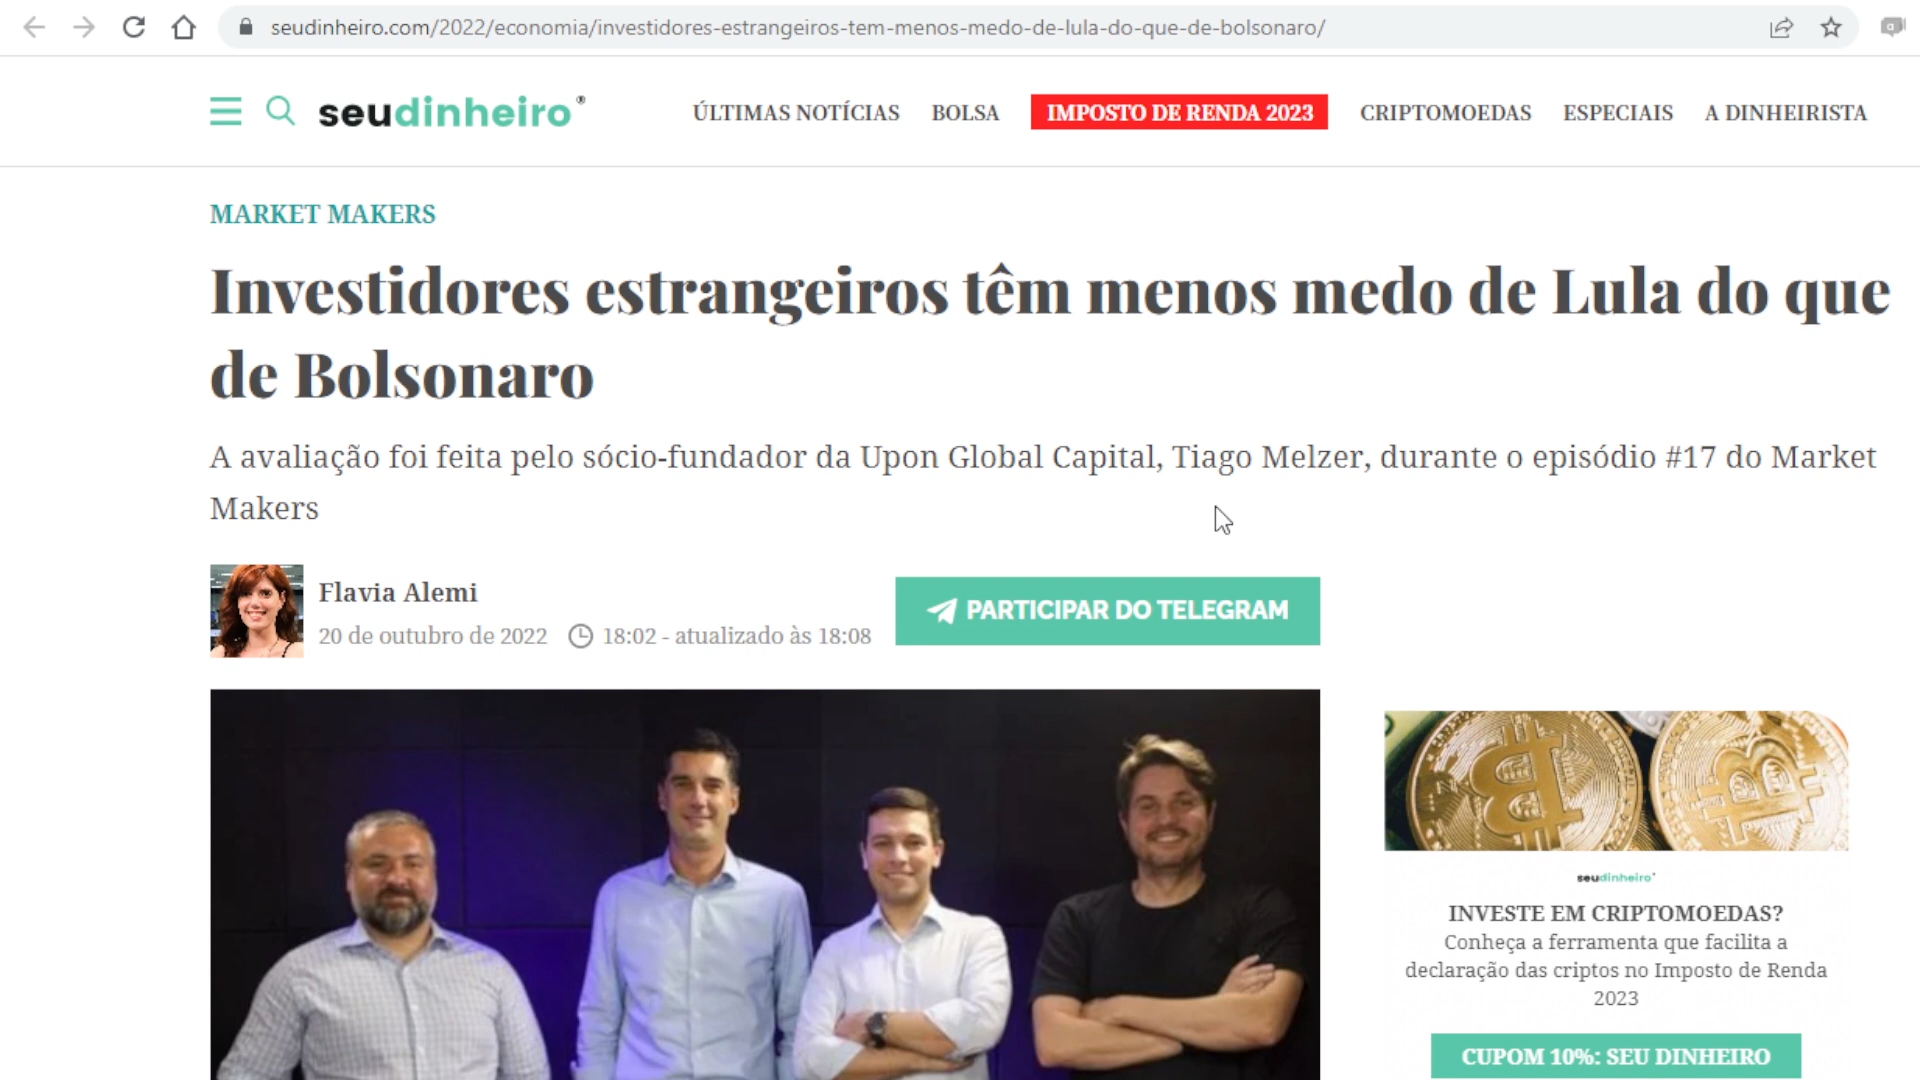 seudinheiro.com/2022/economia/investidores-estrangeiros-tem-menos-medo-de-lula-do-que-de-bolsonaro/
seudinheiro®
ÚLTIMAS NOTÍCIAS BOLSA IMPOSTO DE RENDA 2023 CRIPTOMOEDAS ESPECIAIS A DINHEIRISTA
MARKET MAKERS
Investidores estrangeiros têm menos medo de Lula do que
de Bolsonaro
A avaliação foi feita pelo sócio-fundador da Upon Global Capital, Tiago Melzer, durante o episódio #17 do Market
Makers
Flavia Alemi
20 de outubro de 2022 18:02 - atualizado às 18:08
PARTICIPAR DO TELEGRAM
seudinheiro
INVESTE EM CRIPTOMOEDAS?
Conheça a ferramenta que facilita a
declaração das criptos no Imposto de Renda
2023
CUPOM 10%: SEU DINHEIRO